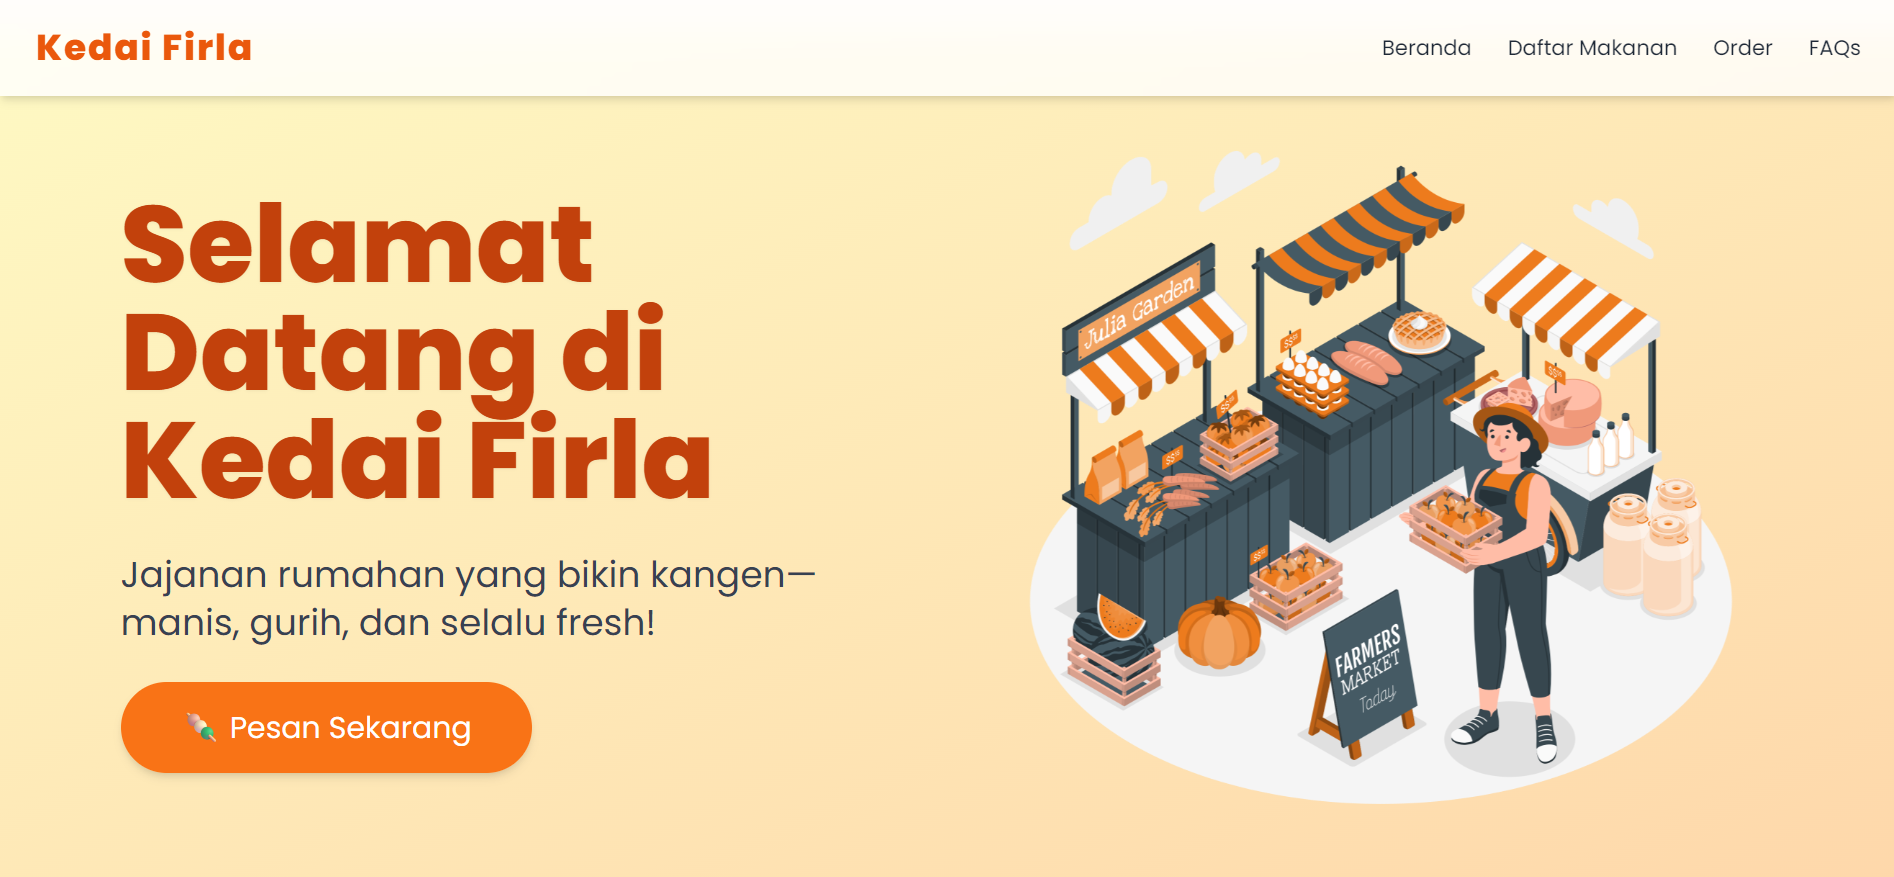 Kedai Firla
Beranda
Daftar Makanan
Order
FAQs
Selamat
Datang di
Kedai Firla
Jajanan rumahan yang bikin kangen—
manis, gurih, dan selalu fresh!
🍡 Pesan Sekarang
Julia Garden
FARMERS
MARKET
Today